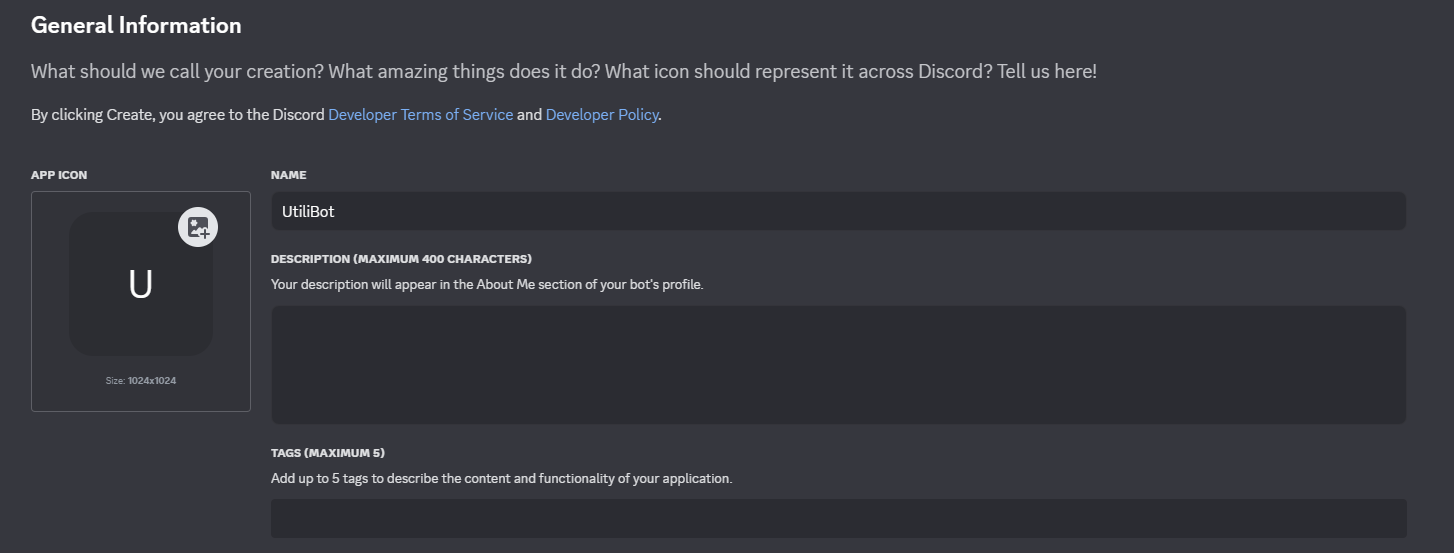 General Information
What should we call your creation? What amazing things does it do? What icon should represent it across Discord? Tell us here!
By clicking Create, you agree to the Discord Developer Terms of Service and Developer Policy.
APP ICON
U
Size: 1024x1024
NAME
UtiliBot
DESCRIPTION (MAXIMUM 400 CHARACTERS)
Your description will appear in the About Me section of your bot's profile.
TAGS (MAXIMUM 5)
Add up to 5 tags to describe the content and functionality of your application.